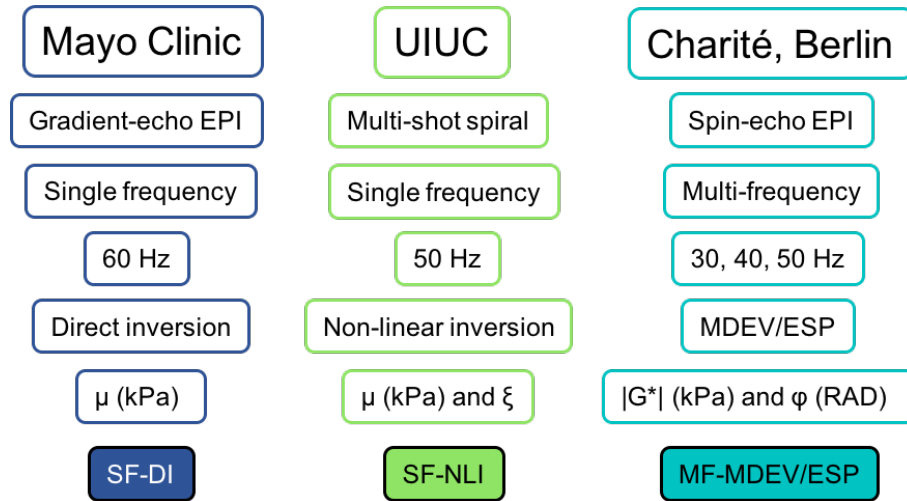 Mayo Clinic
UIUC
Charité, Berlin
Gradient-echo EPI
Multi-shot spiral
Spin-echo EPI
Single frequency
Single frequency
Multi-frequency
60 Hz
50 Hz
30, 40, 50 Hz
Direct inversion
Non-linear inversion
MDEV/ESP
μ (kPa)
μ (kPa) and ξ
|G*| (kPa) and φ (RAD)
SF-DI
SF-NLI
MF-MDEV/ESP